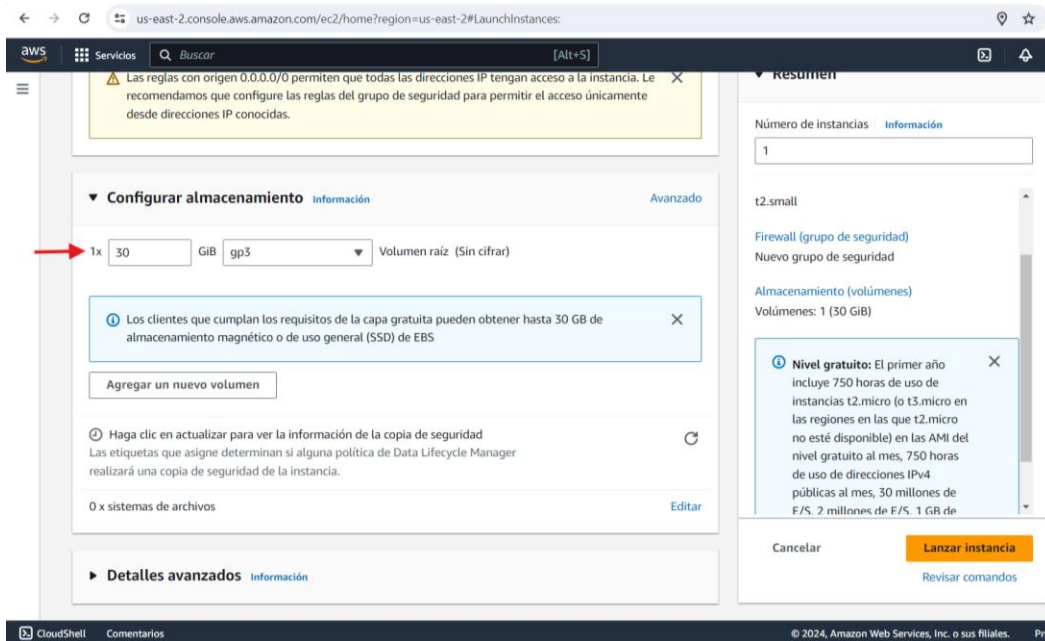 us-east-2.console.aws.amazon.com/ec2/home?region=us-east-2#LaunchInstances:
aws
Servicios
Buscar
[Alt+S]
Las reglas con origen 0.0.0.0/0 permiten que todas las direcciones IP tengan acceso a la instancia. Le
recomendamos que configure las reglas del grupo de seguridad para permitir el acceso únicamente
desde direcciones IP conocidas.
Configurar almacenamiento Información
Avanzado
1x 30 GiB gp3 Volumen raíz (Sin cifrar)
Los clientes que cumplan los requisitos de la capa gratuita pueden obtener hasta 30 GB de
almacenamiento magnético o de uso general (SSD) de EBS
Agregar un nuevo volumen
Haga clic en actualizar para ver la información de la copia de seguridad
Las etiquetas que asigne determinan si alguna política de Data Lifecycle Manager
realizará una copia de seguridad de la instancia.
0 x sistemas de archivos
Editar
Detalles avanzados Información
Resumen
Número de instancias Información
1
t2.small
Firewall (grupo de seguridad)
Nuevo grupo de seguridad
Almacenamiento (volúmenes)
Volúmenes: 1 (30 GiB)
Nivel gratuito: El primer año
incluye 750 horas de uso de
instancias t2.micro (o t3.micro en
las regiones en las que t2.micro
no esté disponible) en las AMI del
nivel gratuito al mes, 750 horas
de uso de direcciones IPv4
públicas al mes, 30 millones de
E/S, 2 millones de E/S, 1 GB de
Cancelar
Lanzar instancia
Revisar comandos
CloudShell
Comentarios
© 2024, Amazon Web Services, Inc. o sus filiales.